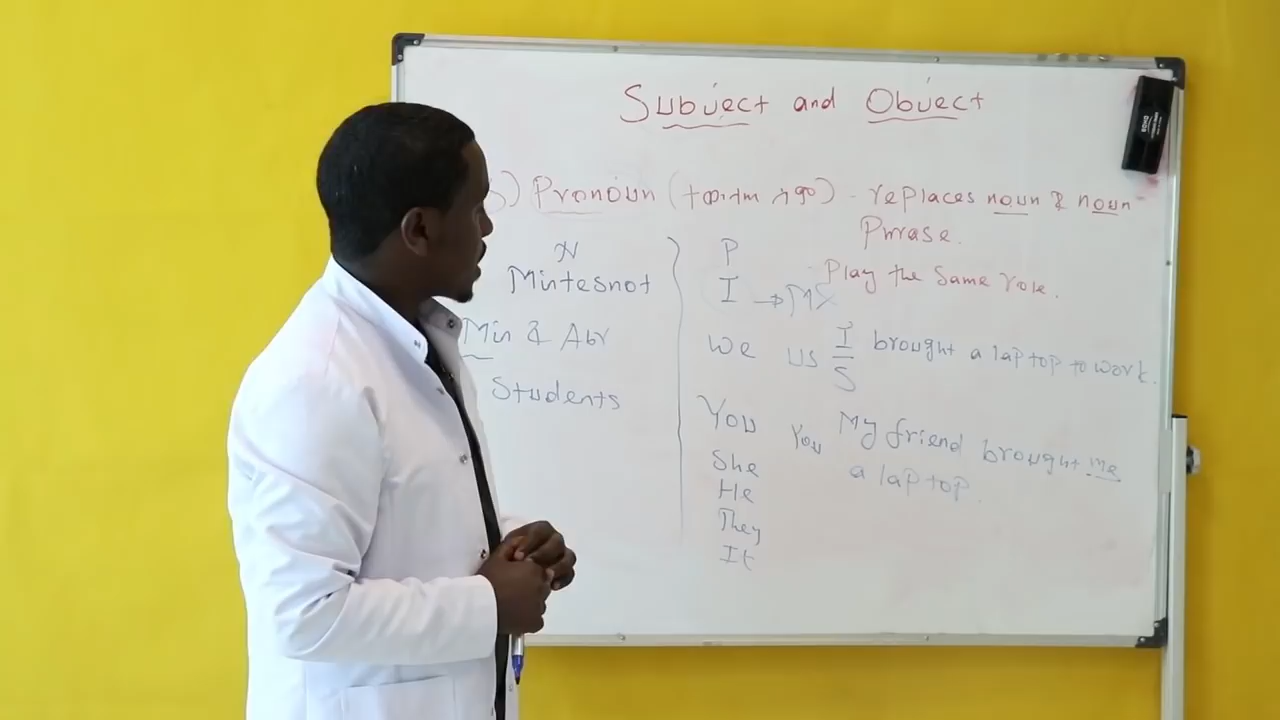 Subject and Object
) Pronoun (ተውላጠ ስም) - replaces noun & noun
Phrase.
- Play the same role.
N
Mintesnot
Min & Abr
Students
P
I → Me
We us
You You
She
He
They
It
I brought a laptop to work.
S
My friend brought me
a laptop.